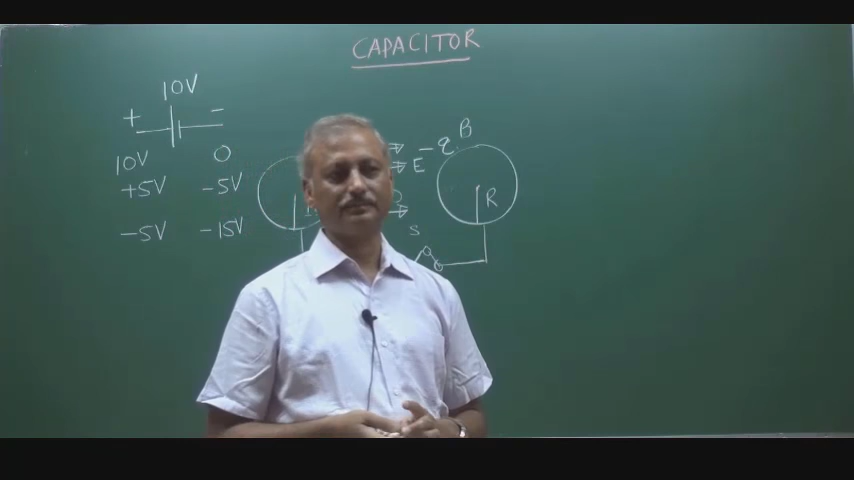 CAPACITOR
10V
+ -
10V 0
+5V -5V
-5V -15V
-q B
E
R
S